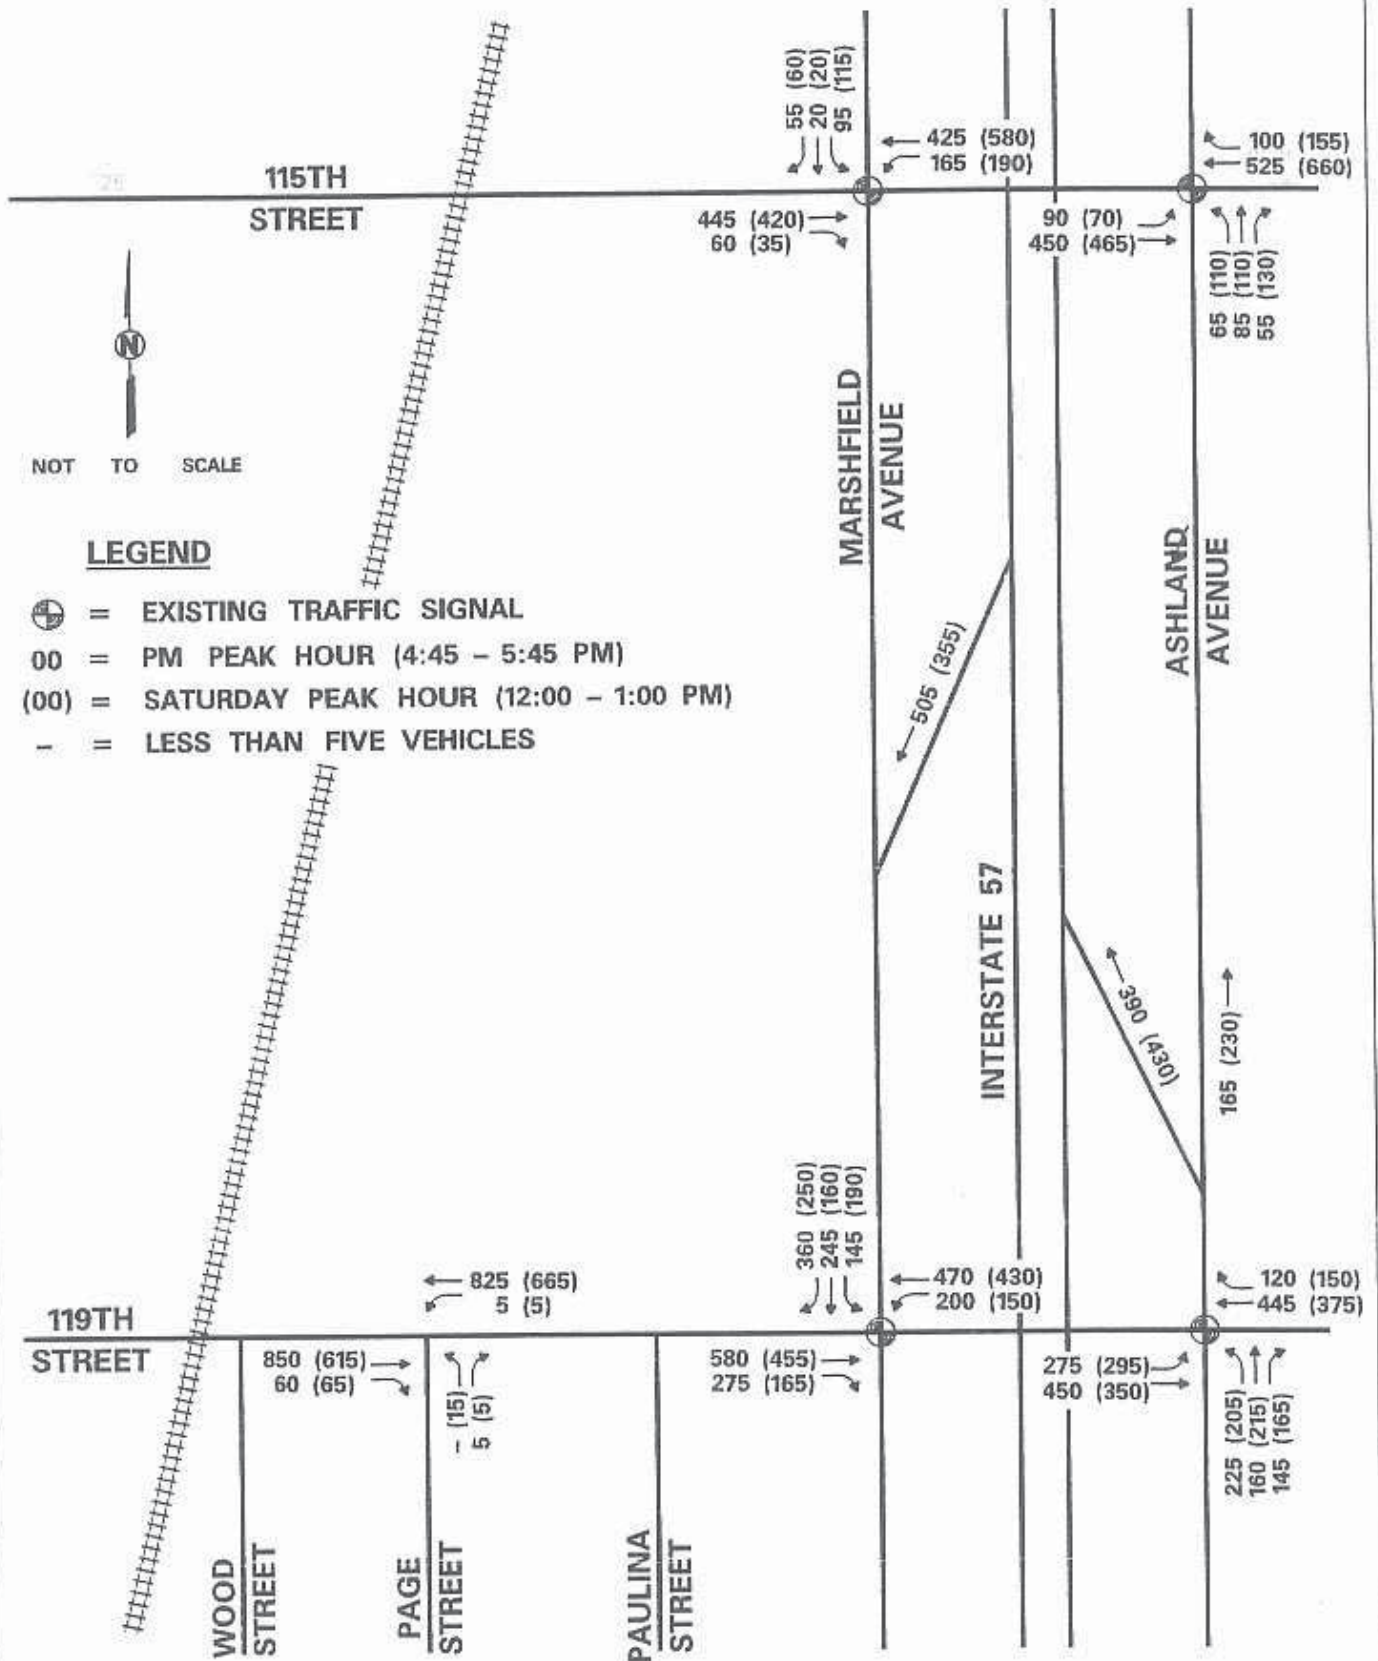 55 (60)
20 (20)
95 (115)
425 (580)
165 (190)
100 (155)
525 (660)
115TH
STREET
445 (420)
60 (35)
90 (70)
450 (465)
65 (110)
85 (110)
55 (130)
N
NOT TO SCALE
MARSHFIELD
AVENUE
ASHLAND
AVENUE
LEGEND
= EXISTING TRAFFIC SIGNAL
00 = PM PEAK HOUR (4:45 – 5:45 PM)
(00) = SATURDAY PEAK HOUR (12:00 – 1:00 PM)
– = LESS THAN FIVE VEHICLES
505 (355)
INTERSTATE 57
390 (430)
165 (230)
360 (250)
245 (160)
145 (190)
825 (665)
5 (5)
470 (430)
200 (150)
120 (150)
445 (375)
119TH
STREET
850 (615)
60 (65)
– (15)
5 (5)
580 (455)
275 (165)
275 (295)
450 (350)
225 (205)
160 (215)
145 (165)
WOOD
STREET
PAGE
STREET
PAULINA
STREET